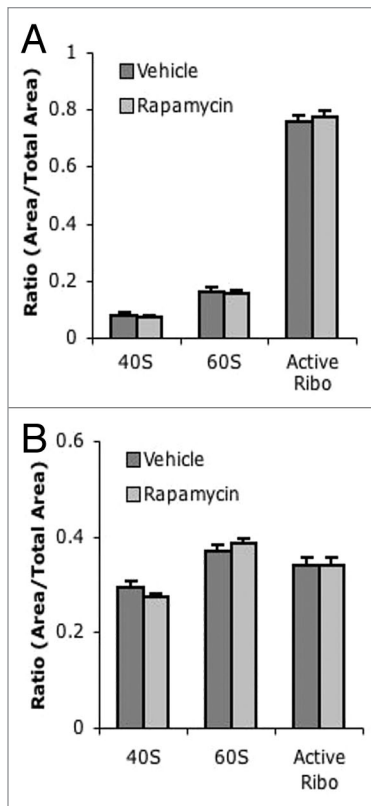 A
Ratio (Area/Total Area)
1
0.8
0.6
0.4
0.2
0
Vehicle
Rapamycin
40S
60S
Active
Ribo
B
Ratio (Area/Total Area)
0.6
0.4
0.2
0
Vehicle
Rapamycin
40S
60S
Active
Ribo